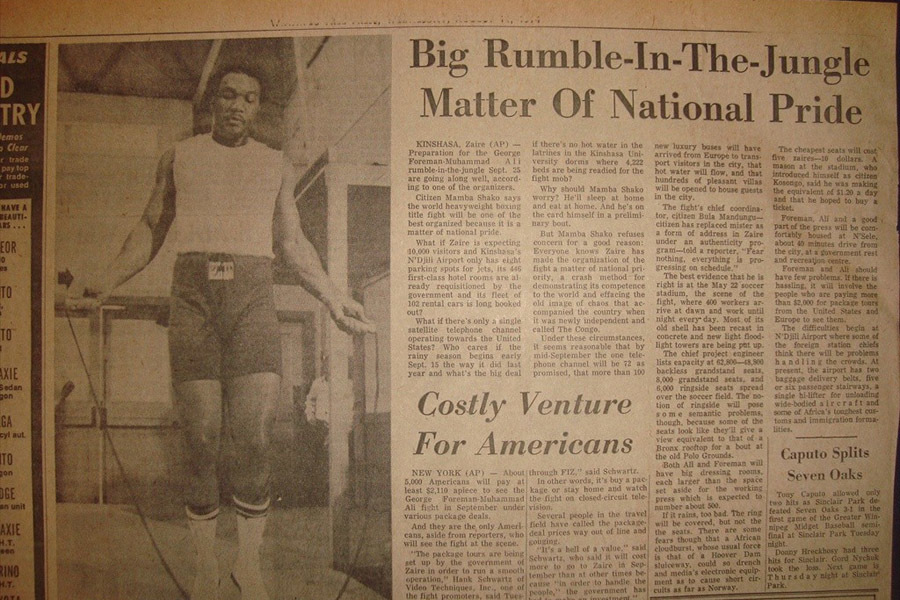 ALS
D
TRY
emos
Clear
r trade
pay top
r trade-
or used
HAVE A
BEAUTI-
ARS . . .
EOR
TO
TO
AXIE
Sedan
gon
GA
cyl aut.
TO
gon
DGE
an unit
AXIE
H.T.
een
RINO
H.T.
Big Rumble-In-The-Jungle
Matter Of National Pride
KINSHASA, Zaire (AP) —
Preparation for the George
Foreman-Muhammad Ali
rumble-in-the-jungle Sept. 25
are going along well, accord-
ing to one of the organizers.
Citizen Mamba Shako says
the world heavyweight boxing
title fight will be one of the
best organized because it is a
matter of national pride.
What if Zaire is expecting
40,000 visitors and Kinshasa's
N'Djili Airport only has eight
parking spots for jets, its 446
first-class hotel rooms are al-
ready requisitioned by the
government and its fleet of
102 rental cars is long booked
out?
What if there's only a single
satellite telephone channel
operating towards the United
States? Who cares if the
rainy season begins early
Sept. 15 the way it did last
year and what's the big deal
if there's no hot water in the
latrines in the Kinshasa Uni-
versity dorms where 4,222
beds are being readied for the
fight mob?
Why should Mamba Shako
worry? He'll sleep at home
and eat at home. And he's on
the card himself in a prelimi-
nary bout.
But Mamba Shako refuses
concern for a good reason:
Everyone knows Zaire has
made the organisation of the
fight a matter of national pri-
ority, a crash method for
demonstrating its competence
to the world and effecing the
old image of chaos that ac-
companied the country when
it was newly independent and
called The Congo.
Under these circumstances,
it seems reasonable that by
mid-September the one tele-
phone channel will be 72 as
promised, that more than 100
new luxury buses will have
arrived from Europe to trans-
port visitors in the city, that
hot water will flow, and that
hundreds of pleasant villas
will be opened to house guests
in the city.
The fight's chief coordina-
tor, citizen Bula Mandungu—
citizen has replaced mister as
a form of address in Zaire
under an authenticity pro-
gram—told a reporter, "Fear
nothing, everything is pro-
gressing on schedule."
The best evidence that he is
right is at the May 22 soccer
stadium, the scene of the
fight, where 400 workers ar-
rive at dawn and work until
night every day. Most of its
old shell has been recast in
concrete and new light flood-
light towers are being put up.
The chief project engineer
lists capacity at 62,800—48,800
backless grandstand seats,
8,000 grandstand seats, and
6,000 ringside seats spread
over the soccer field. The no-
tion of ringside will pose
some semantic problems,
though, because some of the
seats look like they'll give a
view equivalent to that of a
Bronx rooftop for a bout at
the old Polo Grounds.
Both Ali and Foreman will
have big dressing rooms,
each larger than the space
set aside for the working
press which is expected to
number about 500.
If it rains, too bad. The ring
will be covered, but not the
seats. There are some
fears though that a African
cloudburst, whose usual force
is that of a Hoover Dam
sluiceway, could so drench
and media's electronic equip-
ment as to cause short cir-
cuits as far as Norway.
The cheapest seats will cost
five zaires—10 dollars. A
mason at the stadium, who
introduced himself as citizen
Kosongo, said he was making
the equivalent of $1.20 a day
and that he hoped to buy a
ticket.
Foreman, Ali and a good
part of the press will be com-
fortably housed at N'Sele,
about 40 minutes drive from
the city, at a government rest
and recreation centre.
Foreman and Ali should
have few problems. If there is
hassling, it will involve the
people who are paying more
than $2,000 for package tours
from the United States and
Europe to see them.
The difficulties begin at
N'Djili Airport where some of
the foreign station chiefs
think there will be problems
handling the crowds. At
present, the airport has two
baggage delivery belts, five
or six passenger stairways, a
single hi-lifter for unloading
wide-bodied aircraft and
some of Africa's toughest cus-
toms and immigration forma-
lities.
Costly Venture
For Americans
NEW YORK (AP) — About
5,000 Americans will pay at
least $2,110 apiece to see the
George Foreman-Muhammad
Ali fight in September under
various package deals.
And they are the only Ameri-
cans, aside from reporters, who
will see the fight at the scene.
"The package tours are being
set up by the government of
Zaire in order to run a smooth
operation," Hank Schwartz of
Video Techniques, Inc., one of
the fight promoters, said Tues
through FIZ," said Schwartz.
In other words, it's buy a pac-
kage or stay home and watch
the fight on closed-circuit tele-
vision.
Several people in the travel
field have called the package-
deal prices way out of line and
gouging.
"It's a hell of a value," said
Schwartz, who said it will cost
more to go to Zaire in Sep-
tember than at other times be-
cause "in order to handle, the
people," the government has
Caputo Splits
Seven Oaks
Tony Caputo allowed only
two hits as Sinclair Park de-
feated Seven Oaks 3-1 in the
first game of the Greater Win-
nipeg Midget Baseball semi-
final at Sinclair Park Tuesday
night.
Donny Hreckhosy had three
hits for Sinclair. Gord Nychek
took the loss. Next game is
Thursday night at Sinclair
Park.